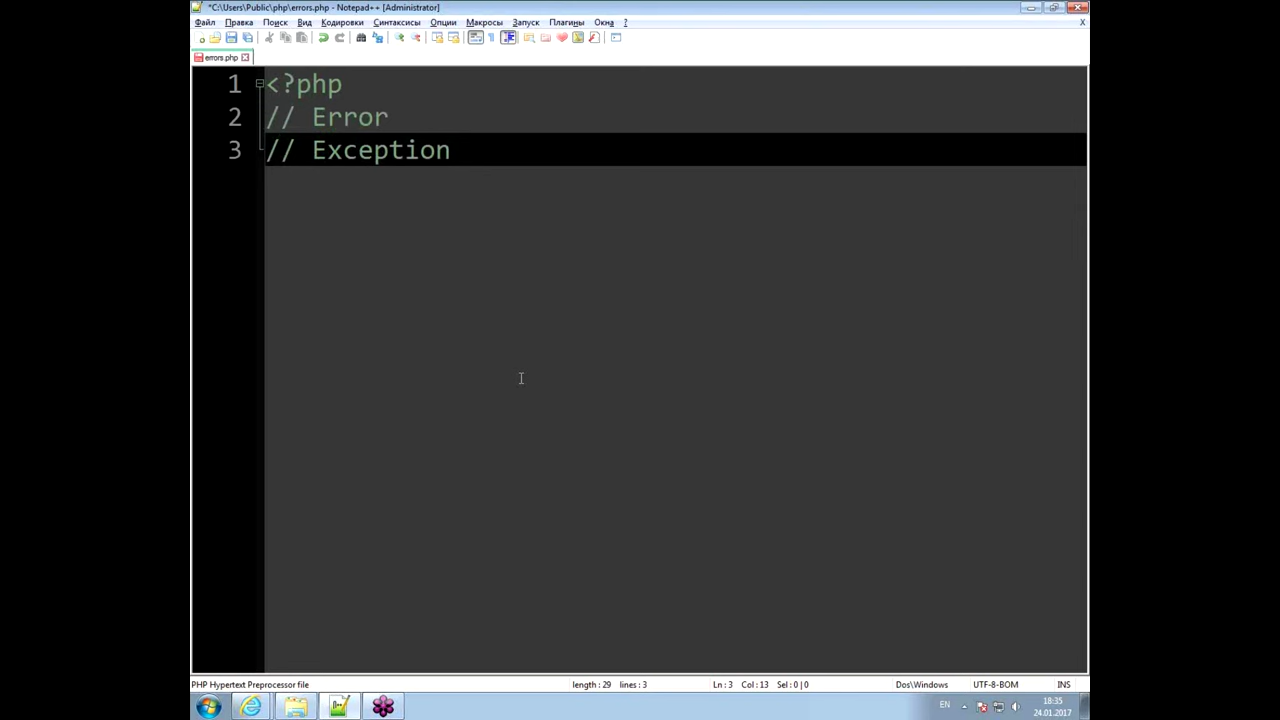 *C:\Users\Public\php\errors.php - Notepad++ [Administrator]
Файл Правка Поиск Вид Кодировки Синтаксисы Опции Макросы Запуск Плагины Окна ? X
errors.php
1 <?php
2 // Error
3 // Exception
PHP Hypertext Preprocessor file length : 29 lines : 3 Ln : 3 Col : 13 Sel : 0 | 0 Dos\Windows UTF-8-BOM INS
EN 18:35
24.01.2017